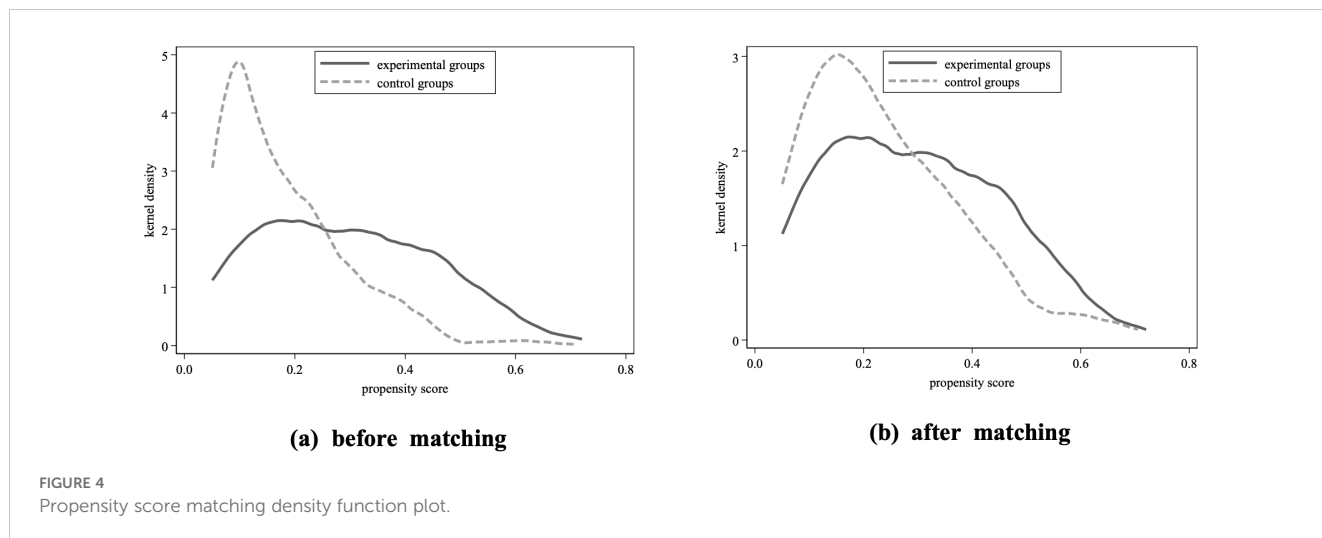 5
4
3
2
1
0
kernel density
experimental groups
control groups
0.0 0.2 0.4 0.6 0.8
propensity score
(a) before matching
3
2
1
0
kernel density
experimental groups
control groups
0.0 0.2 0.4 0.6 0.8
propensity score
(b) after matching
FIGURE 4
Propensity score matching density function plot.